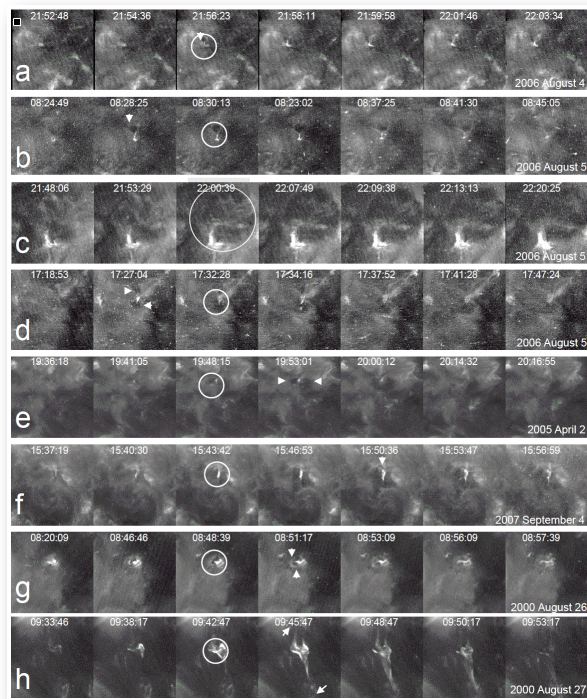 21:52:48 21:54:36 21:56:23 21:58:11 21:59:58 22:01:46 22:03:34
a 2006 August 4
08:24:49 08:28:25 08:30:13 08:23:02 08:37:25 08:41:30 08:45:05
b 2006 August 5
21:48:06 21:53:29 22:00:39 22:07:49 22:09:38 22:13:13 22:20:25
c 2006 August 5
17:18:53 17:27:04 17:32:28 17:34:16 17:37:52 17:41:28 17:47:24
d 2006 August 5
19:36:18 19:41:05 19:48:15 19:53:01 20:00:12 20:14:32 20:16:55
e 2005 April 2
15:37:19 15:40:30 15:43:42 15:46:53 15:50:36 15:53:47 15:56:59
f 2007 September 4
08:20:09 08:46:46 08:48:39 08:51:17 08:53:09 08:56:09 08:57:39
g 2000 August 26
09:33:46 09:38:17 09:42:47 09:45:47 09:48:47 09:50:17 09:53:17
h 2000 August 27